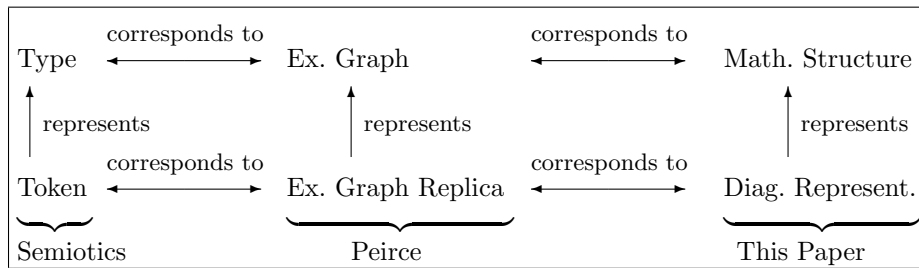 corresponds to corresponds to
Type Ex. Graph Math. Structure
represents represents represents
corresponds to corresponds to
Token Ex. Graph Replica Diag. Represent.
Semiotics Peirce This Paper